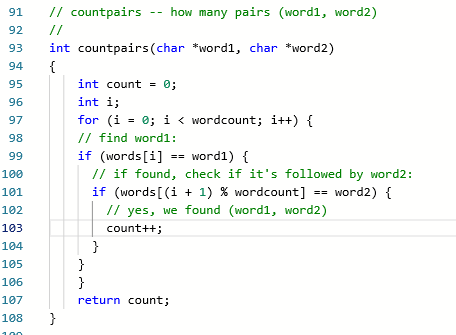 91 // countpairs -- how many pairs (word1, word2)
92 //
93 int countpairs(char *word1, char *word2)
94 {
95 int count = 0;
96 int i;
97 for (i = 0; i < wordcount; i++) {
98 // find word1:
99 if (words[i] == word1) {
100 // if found, check if it's followed by word2:
101 if (words[(i + 1) % wordcount] == word2) {
102 // yes, we found (word1, word2)
103 count++;
104 }
105 }
106 }
107 return count;
108 }